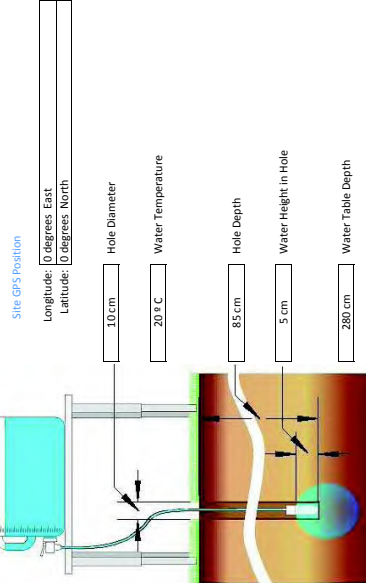 Site GPS Position
Longitude: 0 degrees East
Latitude: 0 degrees North
10 cm Hole Diameter
20 º C Water Temperature
85 cm Hole Depth
5 cm Water Height in Hole
280 cm Water Table Depth